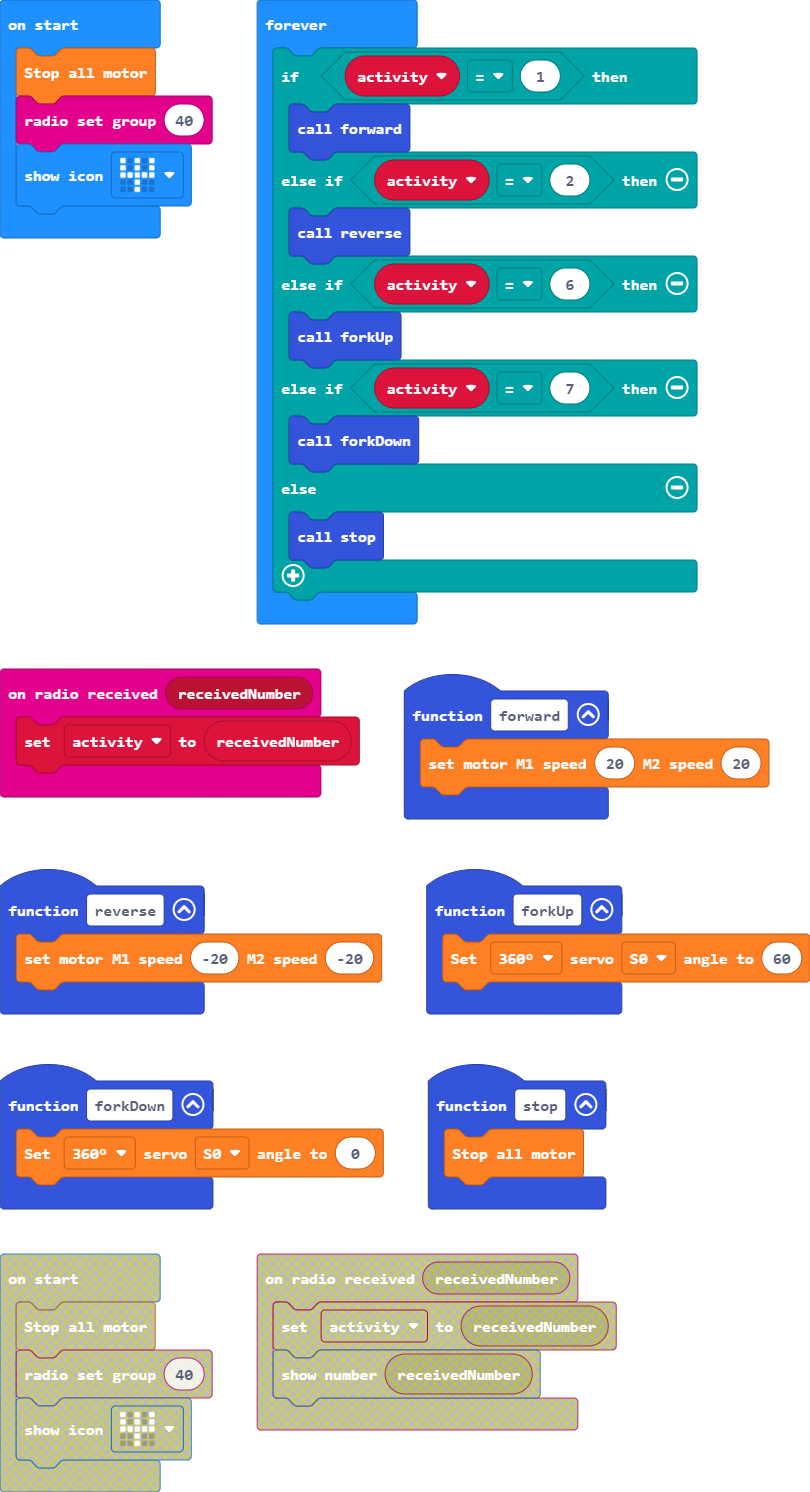 on start
Stop all motor
radio set group 40
show icon
forever
if activity = 1 then
call forward
else if activity = 2 then
call reverse
else if activity = 6 then
call forkUp
else if activity = 7 then
call forkDown
else
call stop
on radio received receivedNumber
set activity to receivedNumber
function forward
set motor M1 speed 20 M2 speed 20
function reverse
set motor M1 speed -20 M2 speed -20
function forkUp
Set 360º servo S0 angle to 60
function forkDown
Set 360º servo S0 angle to 0
function stop
Stop all motor
on start
Stop all motor
radio set group 40
show icon
on radio received receivedNumber
set activity to receivedNumber
show number receivedNumber